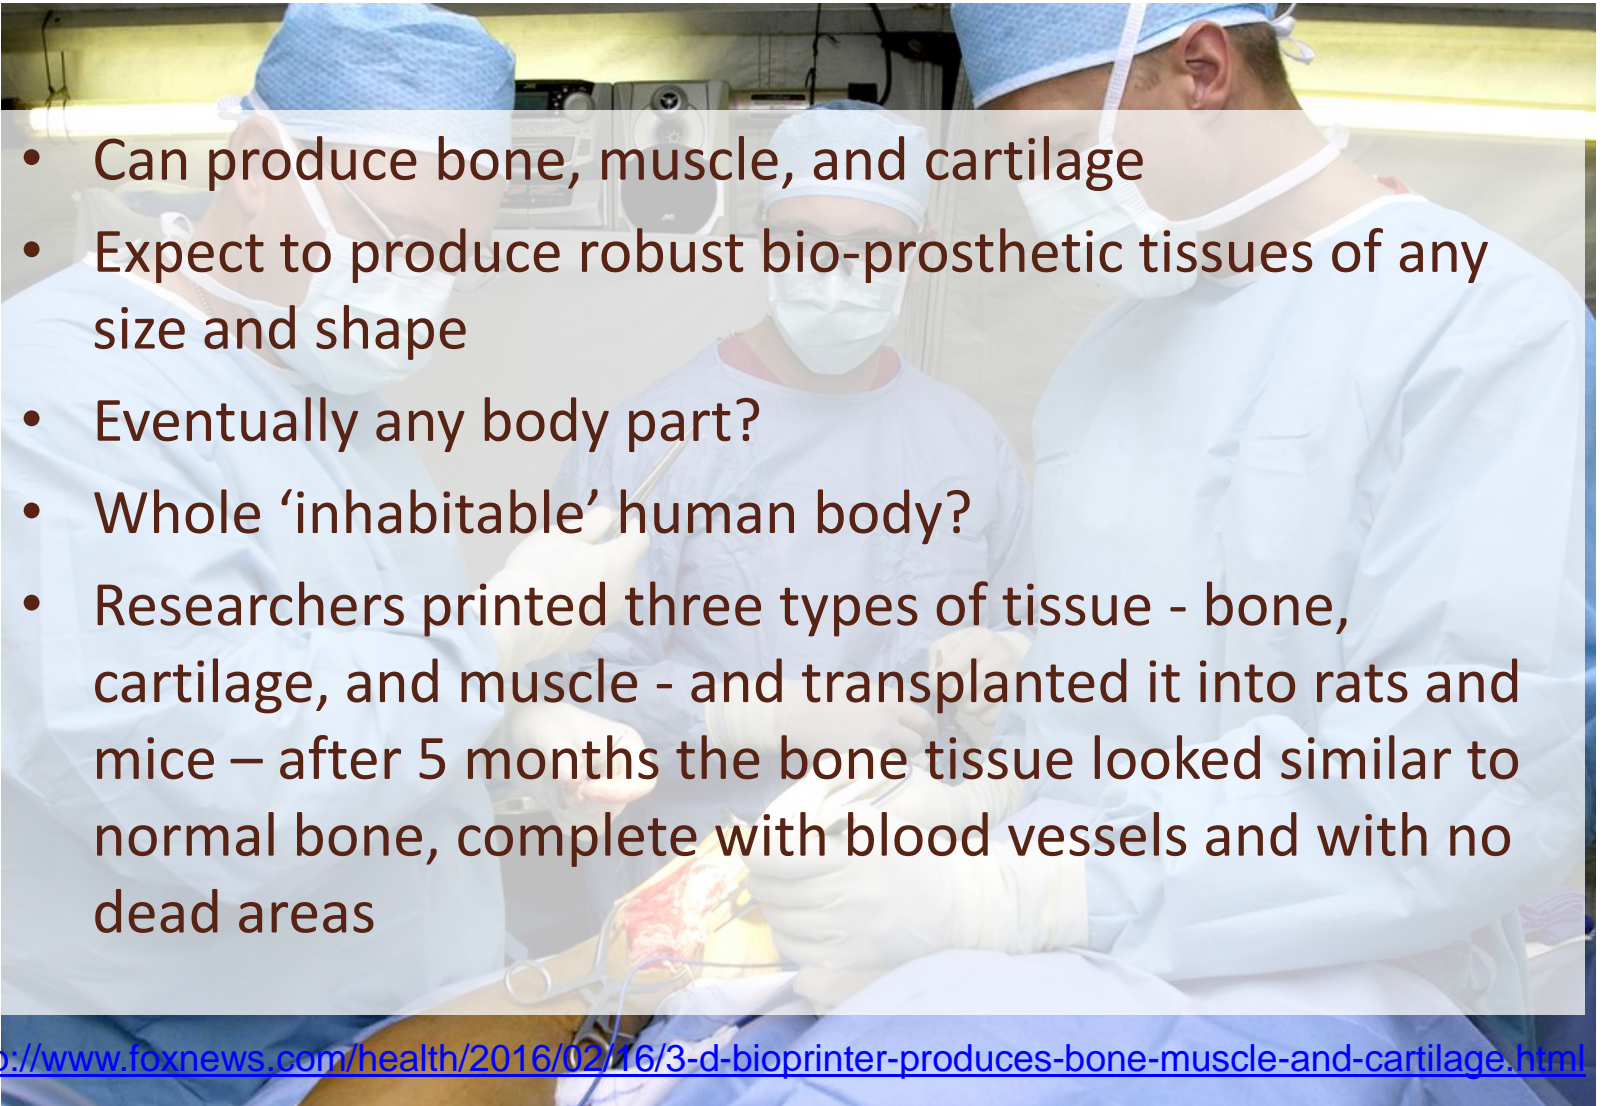 • Can produce bone, muscle, and cartilage
• Expect to produce robust bio-prosthetic tissues of any
size and shape
• Eventually any body part?
• Whole ‘inhabitable’ human body?
• Researchers printed three types of tissue - bone,
cartilage, and muscle - and transplanted it into rats and
mice – after 5 months the bone tissue looked similar to
normal bone, complete with blood vessels and with no
dead areas
p://www.foxnews.com/health/2016/02/16/3-d-bioprinter-produces-bone-muscle-and-cartilage.html